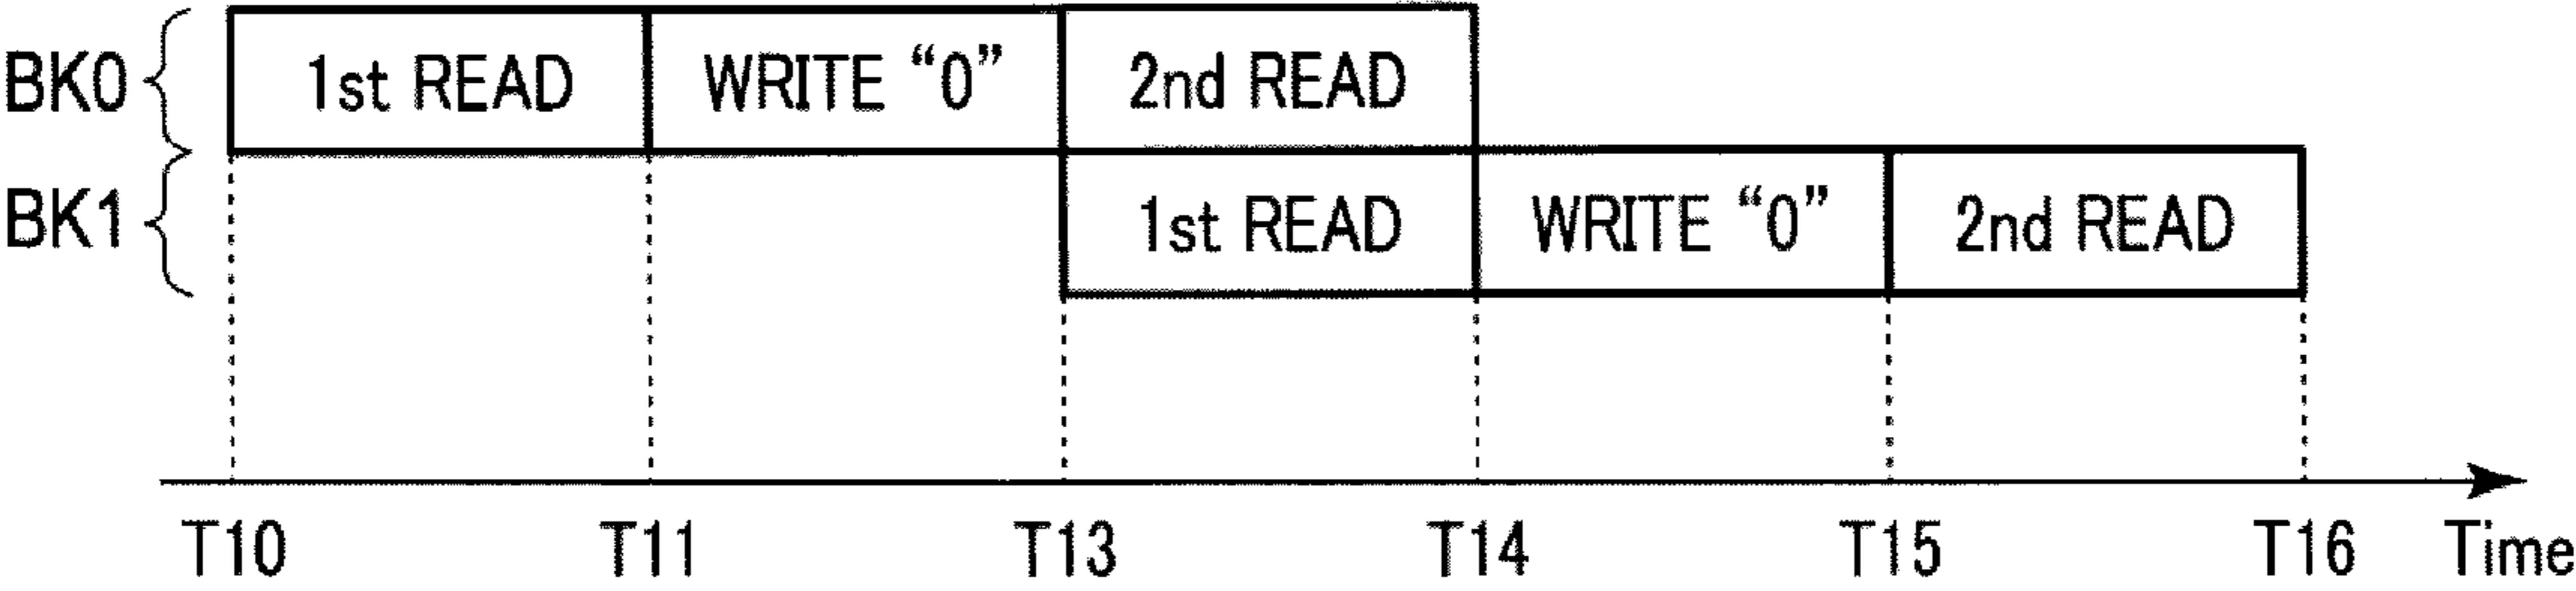 BK0 1st READ WRITE “0” 2nd READ
BK1 1st READ WRITE “0” 2nd READ
T10 T11 T13 T14 T15 T16 Time